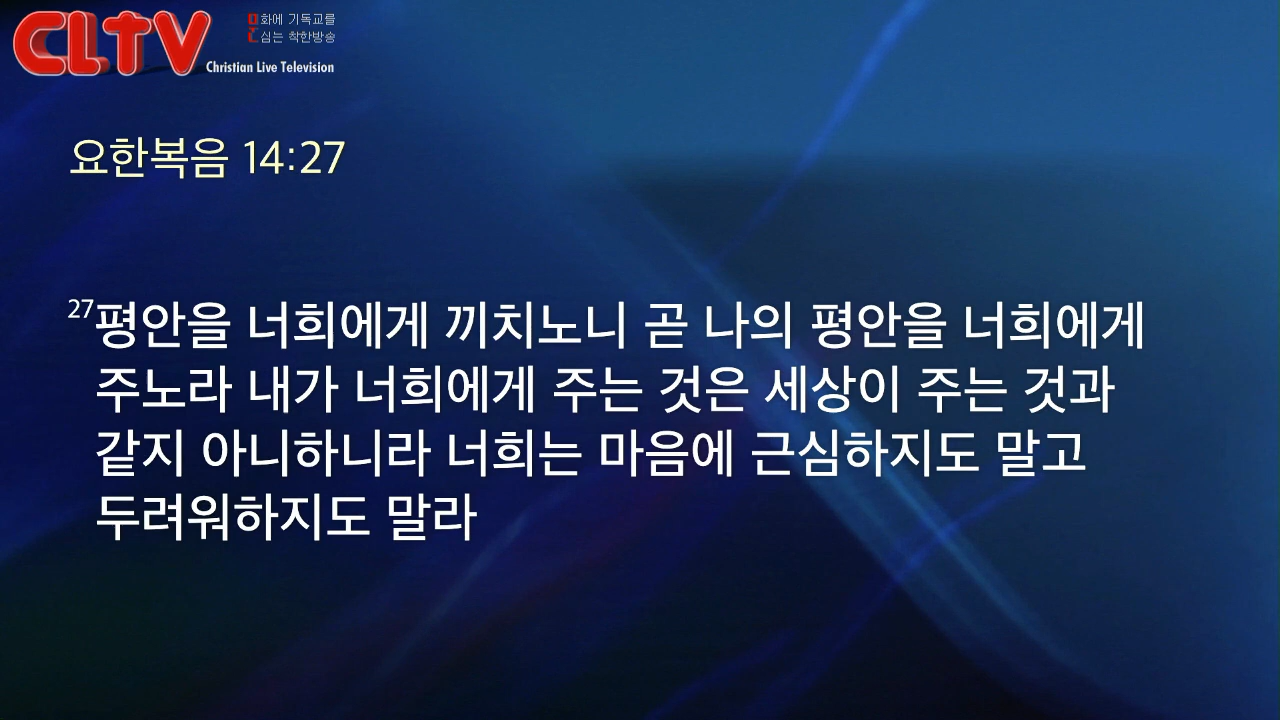 CLTV
문화에 기독교를
심는 착한방송
Christian Live Television
요한복음 14:27
27평안을 너희에게 끼치노니 곧 나의 평안을 너희에게
주노라 내가 너희에게 주는 것은 세상이 주는 것과
같지 아니하니라 너희는 마음에 근심하지도 말고
두려워하지도 말라